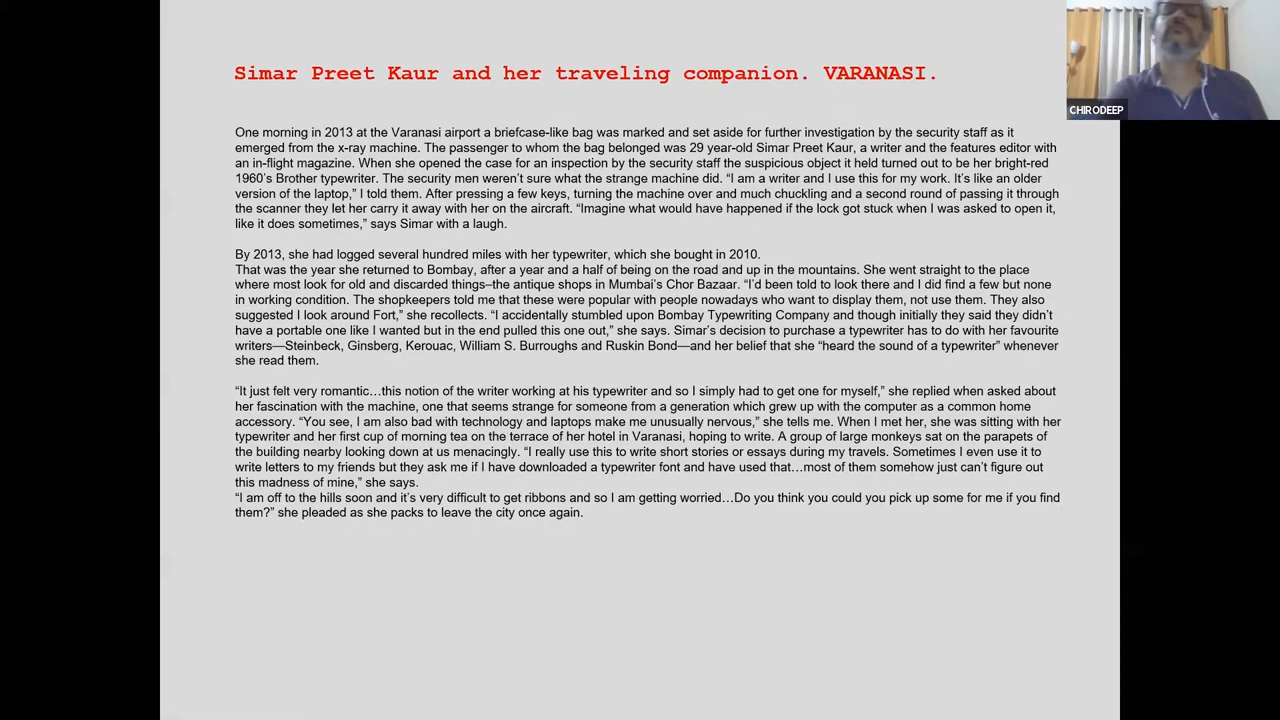 Simar Preet Kaur and her traveling companion. VARANASI.
CHIRODEEP
One morning in 2013 at the Varanasi airport a briefcase-like bag was marked and set aside for further investigation by the security staff as it
emerged from the x-ray machine. The passenger to whom the bag belonged was 29 year-old Simar Preet Kaur, a writer and the features editor with
an in-flight magazine. When she opened the case for an inspection by the security staff the suspicious object it held turned out to be her bright-red
1960’s Brother typewriter. The security men weren’t sure what the strange machine did. “I am a writer and I use this for my work. It’s like an older
version of the laptop,” I told them. After pressing a few keys, turning the machine over and much chuckling and a second round of passing it through
the scanner they let her carry it away with her on the aircraft. “Imagine what would have happened if the lock got stuck when I was asked to open it,
like it does sometimes,” says Simar with a laugh.
By 2013, she had logged several hundred miles with her typewriter, which she bought in 2010.
That was the year she returned to Bombay, after a year and a half of being on the road and up in the mountains. She went straight to the place
where most look for old and discarded things–the antique shops in Mumbai’s Chor Bazaar. “I’d been told to look there and I did find a few but none
in working condition. The shopkeepers told me that these were popular with people nowadays who want to display them, not use them. They also
suggested I look around Fort,” she recollects. “I accidentally stumbled upon Bombay Typewriting Company and though initially they said they didn’t
have a portable one like I wanted but in the end pulled this one out,” she says. Simar’s decision to purchase a typewriter has to do with her favourite
writers—Steinbeck, Ginsberg, Kerouac, William S. Burroughs and Ruskin Bond—and her belief that she “heard the sound of a typewriter” whenever
she read them.
“It just felt very romantic…this notion of the writer working at his typewriter and so I simply had to get one for myself,” she replied when asked about
her fascination with the machine, one that seems strange for someone from a generation which grew up with the computer as a common home
accessory. “You see, I am also bad with technology and laptops make me unusually nervous,” she tells me. When I met her, she was sitting with her
typewriter and her first cup of morning tea on the terrace of her hotel in Varanasi, hoping to write. A group of large monkeys sat on the parapets of
the building nearby looking down at us menacingly. “I really use this to write short stories or essays during my travels. Sometimes I even use it to
write letters to my friends but they ask me if I have downloaded a typewriter font and have used that…most of them somehow just can’t figure out
this madness of mine,” she says.
“I am off to the hills soon and it’s very difficult to get ribbons and so I am getting worried…Do you think you could you pick up some for me if you find
them?” she pleaded as she packs to leave the city once again.